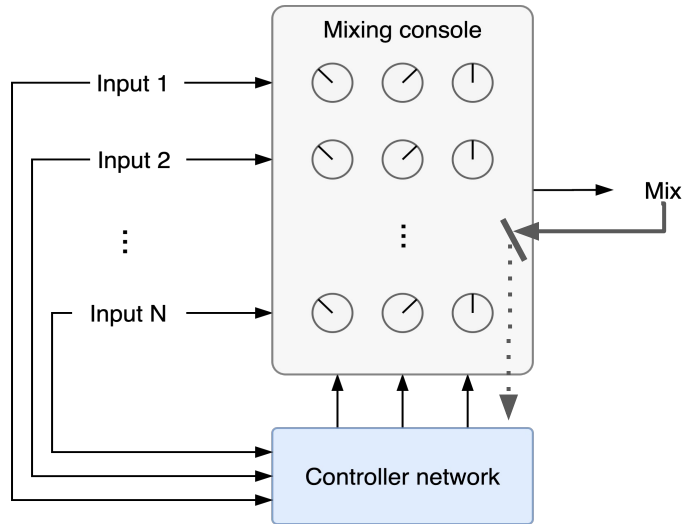 Mixing console
Input 1
Input 2
Mix
Input N
Controller network